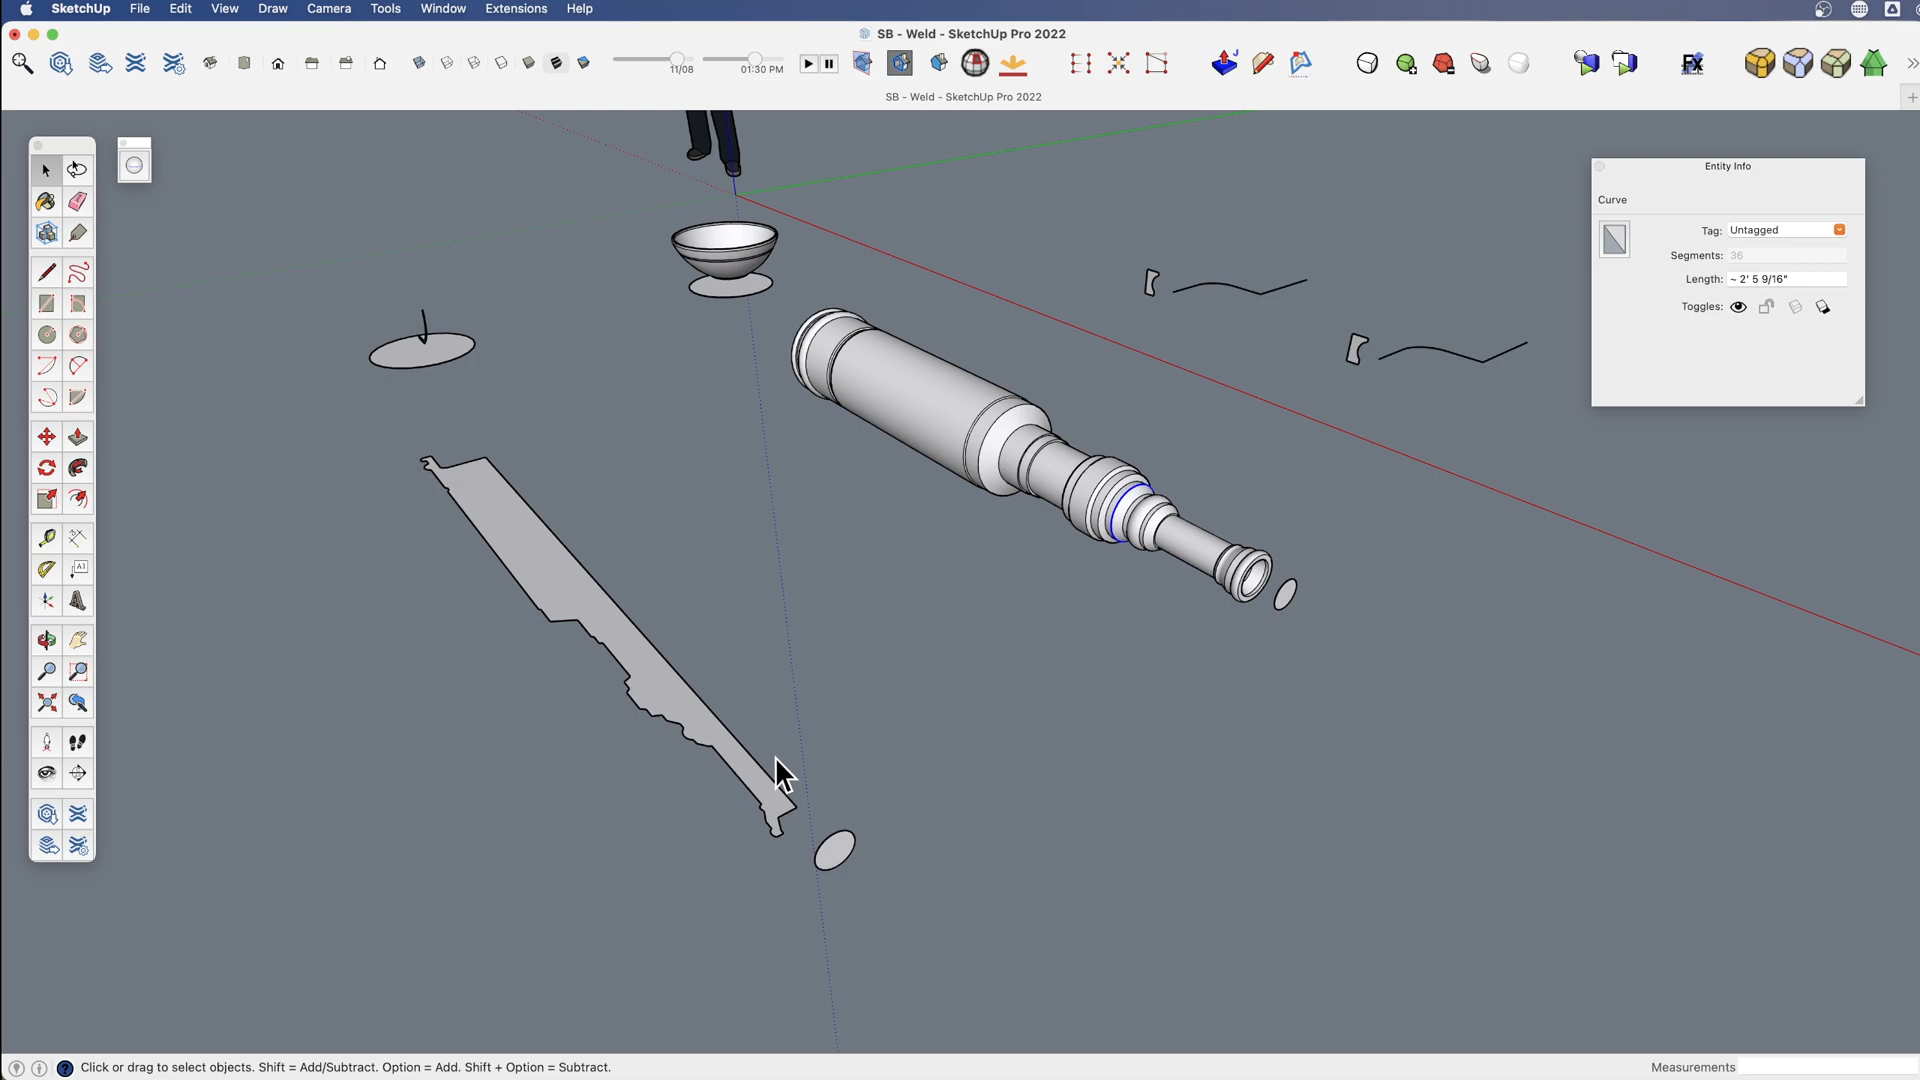 SketchUp File Edit View Draw Camera Tools Window Extensions Help
SB - Weld - SketchUp Pro 2022
11/08 01:30 PM
J
FX
SB - Weld - SketchUp Pro 2022
Entity Info
Curve
Tag: Untagged
Segments: 36
Length: ~ 2' 5 9/16"
Toggles:
A1
Click or drag to select objects. Shift = Add/Subtract. Option = Add. Shift + Option = Subtract.
Measurements